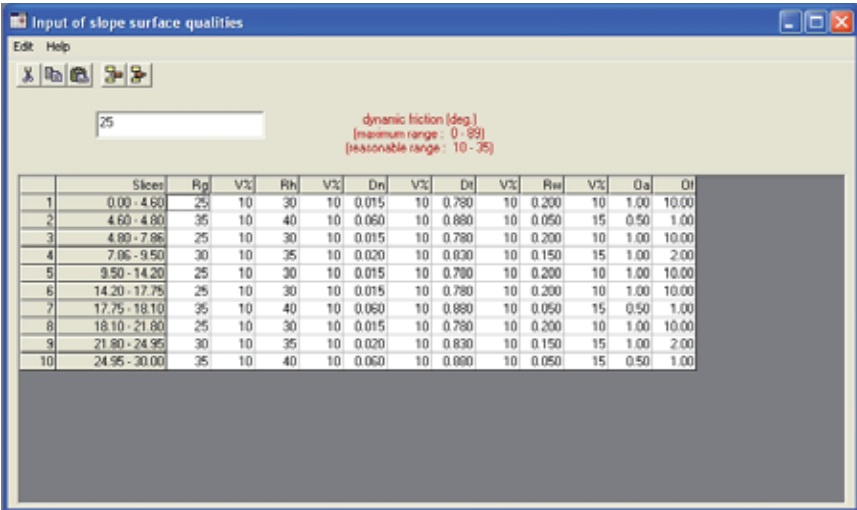 Input of slope surface qualities
Edit Help
25
dynamic friction (deg.)
(maximum range : 0 - 89)
(reasonable range : 10 - 35)
Slices Rg V% Rh V% Dn V% Dt V% Rw V% Oa Of
1 0.00 - 4.60 25 10 30 10 0.015 10 0.780 10 0.200 10 1.00 10.00
2 4.60 - 4.80 35 10 40 10 0.060 10 0.880 10 0.050 15 0.50 1.00
3 4.80 - 7.86 25 10 30 10 0.015 10 0.780 10 0.200 10 1.00 10.00
4 7.86 - 9.50 30 10 35 10 0.020 10 0.830 10 0.150 15 1.00 2.00
5 9.50 - 14.20 25 10 30 10 0.015 10 0.780 10 0.200 10 1.00 10.00
6 14.20 - 17.75 25 10 30 10 0.015 10 0.780 10 0.200 10 1.00 10.00
7 17.75 - 18.10 35 10 40 10 0.060 10 0.880 10 0.050 15 0.50 1.00
8 18.10 - 21.80 25 10 30 10 0.015 10 0.780 10 0.200 10 1.00 10.00
9 21.80 - 24.95 30 10 35 10 0.020 10 0.830 10 0.150 15 1.00 2.00
10 24.95 - 30.00 35 10 40 10 0.060 10 0.880 10 0.050 15 0.50 1.00